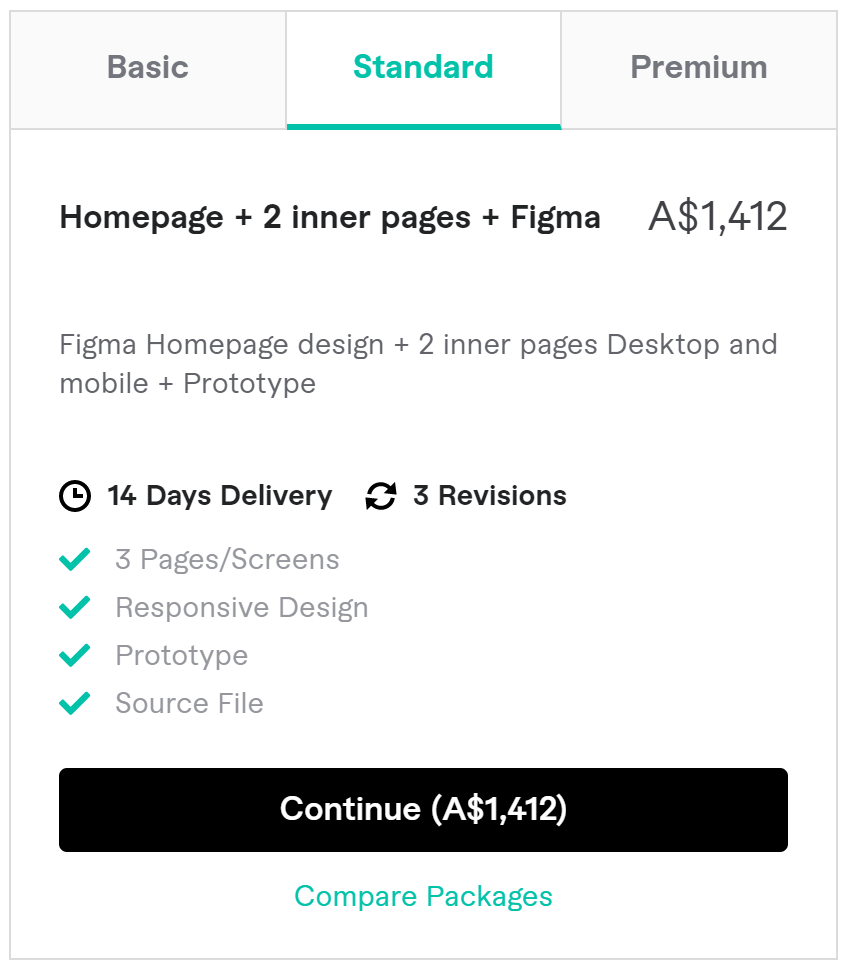 Basic
Standard
Premium
Homepage + 2 inner pages + Figma
A$1,412
Figma Homepage design + 2 inner pages Desktop and
mobile + Prototype
14 Days Delivery
3 Revisions
3 Pages/Screens
Responsive Design
Prototype
Source File
Continue (A$1,412)
Compare Packages